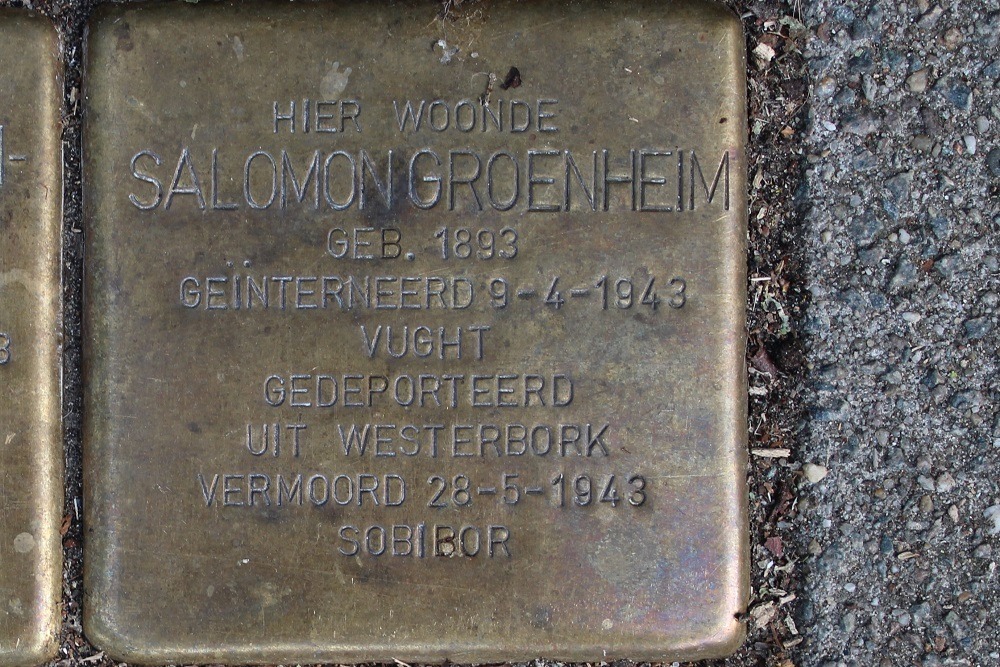 HIER WOONDE
SALOMON GROENHEIM
GEB. 1893
GEÏNTERNEERD 9-4-1943
VUGHT
GEDEPORTEERD
UIT WESTERBORK
VERMOORD 28-5-1943
SOBIBOR